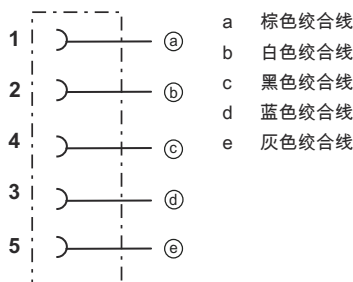 1 ⓐ
2 ⓑ
4 ⓒ
3 ⓓ
5 ⓔ
a 棕色绞合线
b 白色绞合线
c 黑色绞合线
d 蓝色绞合线
e 灰色绞合线